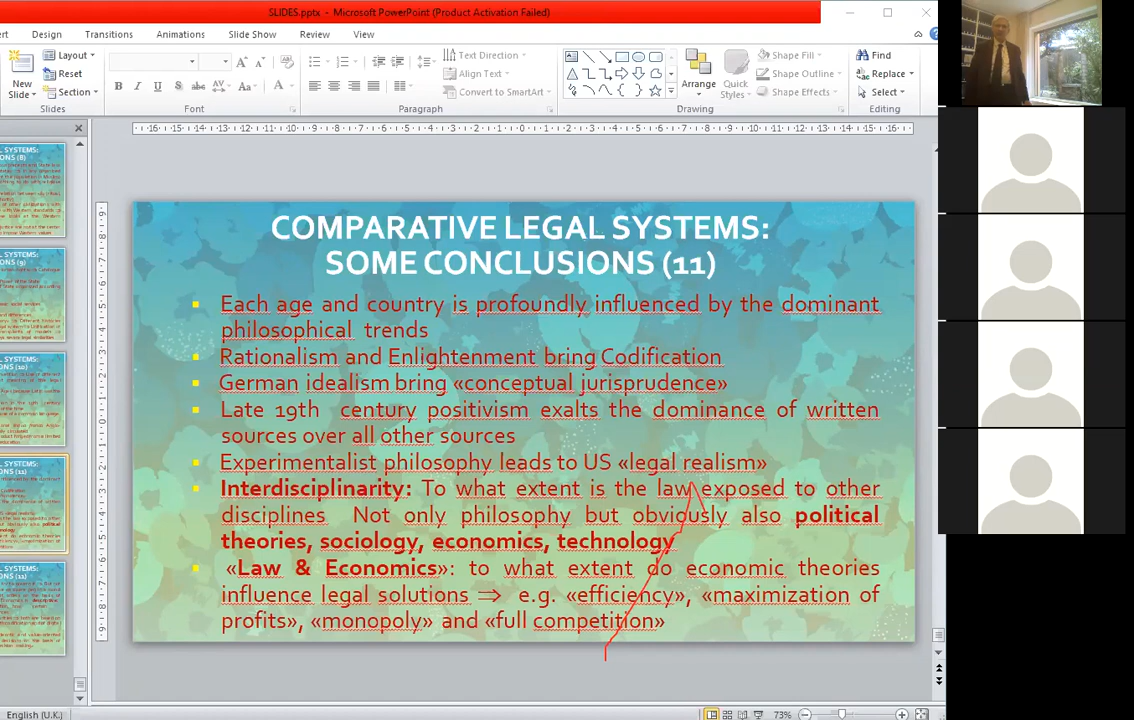 SLIDES.pptx - Microsoft PowerPoint (Product Activation Failed)
Design Transitions Animations Slide Show Review View
New
Slide
Layout
Reset
Section
Slides
B I U S abc AV Aa A
Font
Paragraph
Text Direction
Align Text
Convert to SmartArt
Arrange
Quick
Styles
Shape Fill
Shape Outline
Shape Effects
Drawing
Find
Replace
Select
Editing
COMPARATIVE LEGAL SYSTEMS:
SOME CONCLUSIONS (11)
Each age and country is profoundly influenced by the dominant
philosophical trends
Rationalism and Enlightenment bring Codification
German idealism bring «conceptual jurisprudence»
Late 19th century positivism exalts the dominance of written
sources over all other sources
Experimentalist philosophy leads to US «legal realism»
Interdisciplinarity: To what extent is the law exposed to other
disciplines Not only philosophy but obviously also political
theories, sociology, economics, technology
«Law & Economics»: to what extent do economic theories
influence legal solutions ⇒ e.g. «efficiency», «maximization of
profits», «monopoly» and «full competition»
English (U.K.)
73%